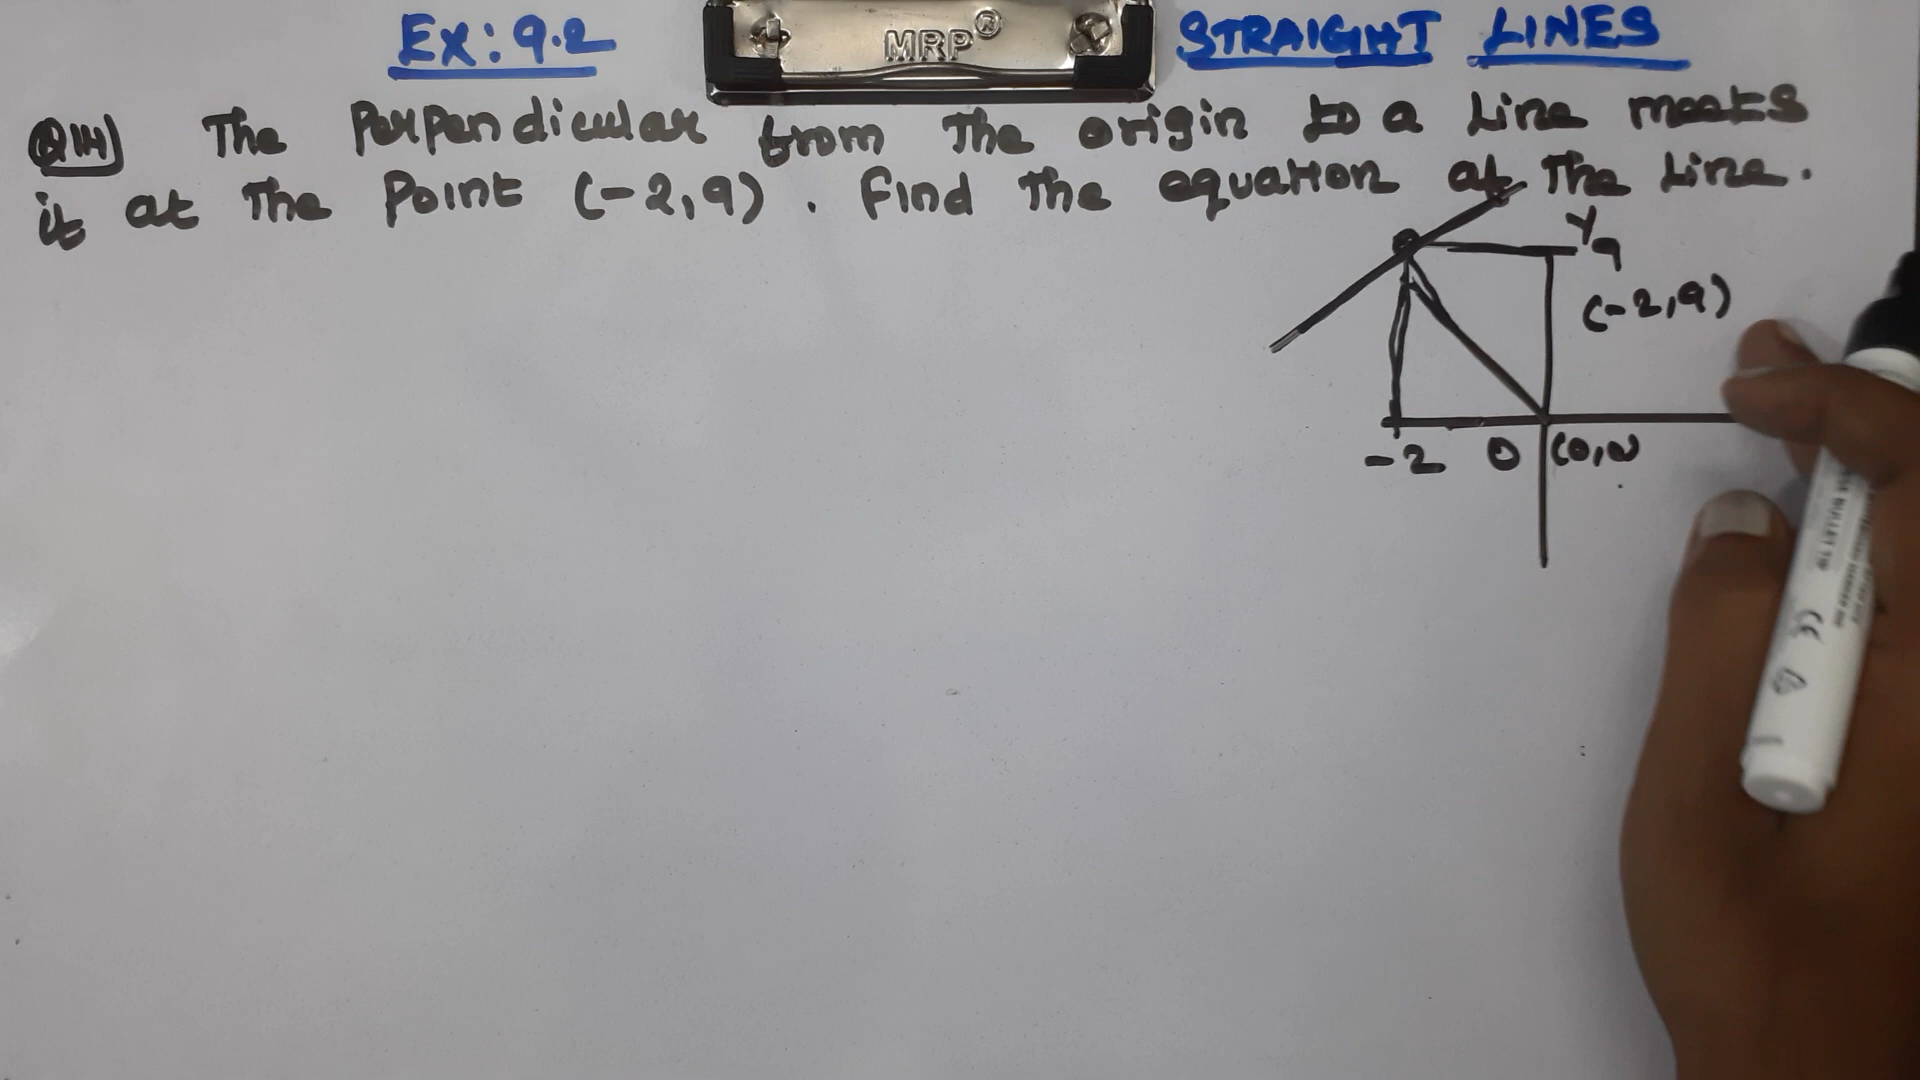 EX: 9.2 MRP® STRAIGHT LINES
Q14) The Perpendicular from The origin to a Line meets
it at The Point (-2,9). Find The equation of The Line.
Y
9
(-2,9)
-2 0 (0,0)
CE